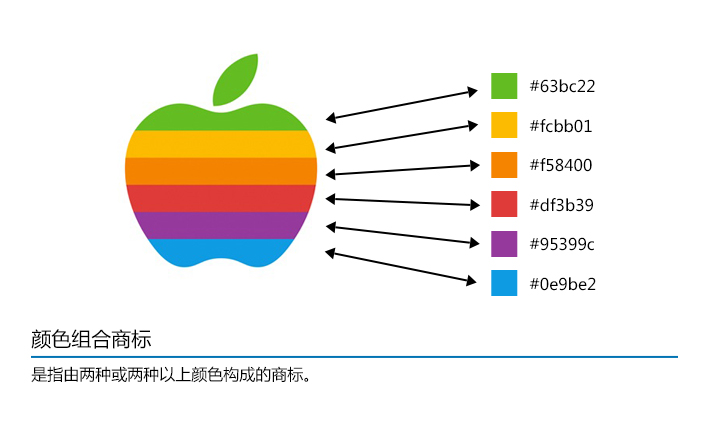 #63bc22
#fcbb01
#f58400
#df3b39
#95399c
#0e9be2
颜色组合商标
是指由两种或两种以上颜色构成的商标。